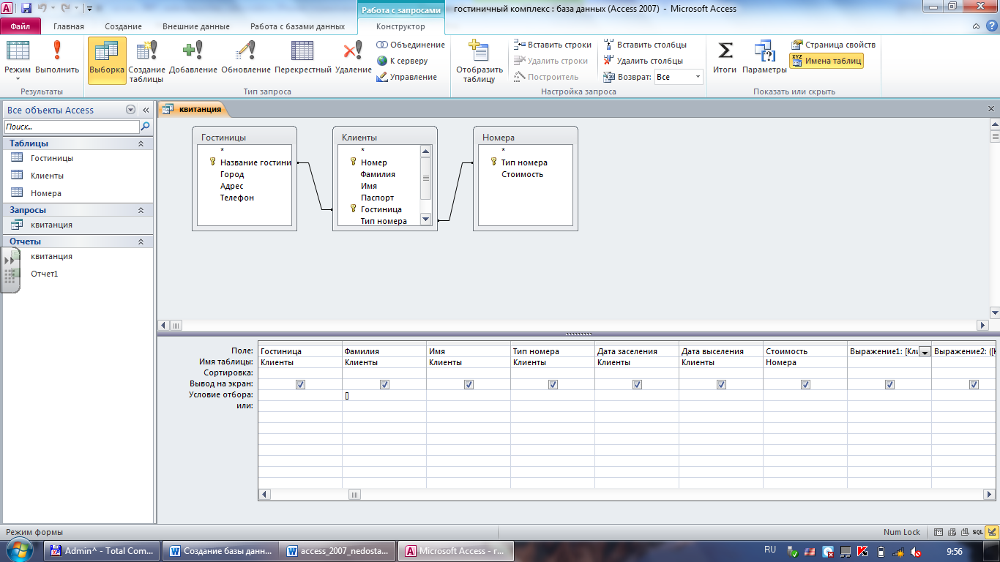 Работа с запросами
гостиничный комплекс : база данных (Access 2007) - Microsoft Access
Файл Главная Создание Внешние данные Работа с базами данных Конструктор
Режим Выполнить
Результаты
Выборка Создание таблицы Добавление Обновление Перекрестный Удаление
Объединение
К серверу
Управление
Тип запроса
Отобразить таблицу
Вставить строки
Удалить строки
Построитель
Вставить столбцы
Удалить столбцы
Возврат: Все
Настройка запроса
Итоги Параметры
Страница свойств
XYZ Имена таблиц
Показать или скрыть
Все объекты Access
Поиск...
Таблицы
Гостиницы
Клиенты
Номера
Запросы
квитанция
Отчеты
квитанция
Отчет1
квитанция
Гостиницы
*
Название гостини
Город
Адрес
Телефон
Клиенты
*
Номер
Фамилия
Имя
Паспорт
Гостиница
Тип номера
Номера
*
Тип номера
Стоимость
Поле: Гостиница Фамилия Имя Тип номера Дата заселения Дата выселения Стоимость Выражение1: [Кли Выражение2: ([К
Имя таблицы: Клиенты Клиенты Клиенты Клиенты Клиенты Клиенты Номера
Сортировка:
Вывод на экран:
Условие отбора: []
или:
Режим формы
Num Lock
SQL
Admin^ - Total Com...
Создание базы данн...
access_2007_nedosta...
Microsoft Access - г...
RU
9:56